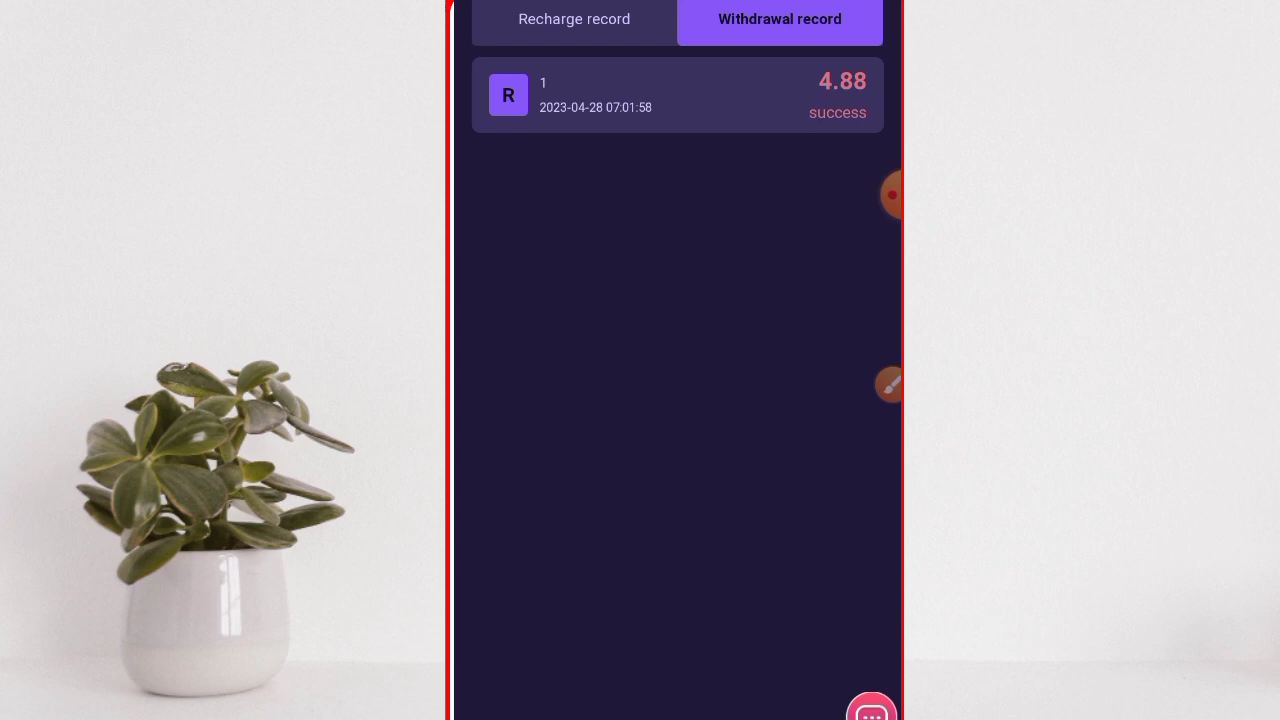 Recharge record
Withdrawal record
R
1
4.88
2023-04-28 07:01:58
success